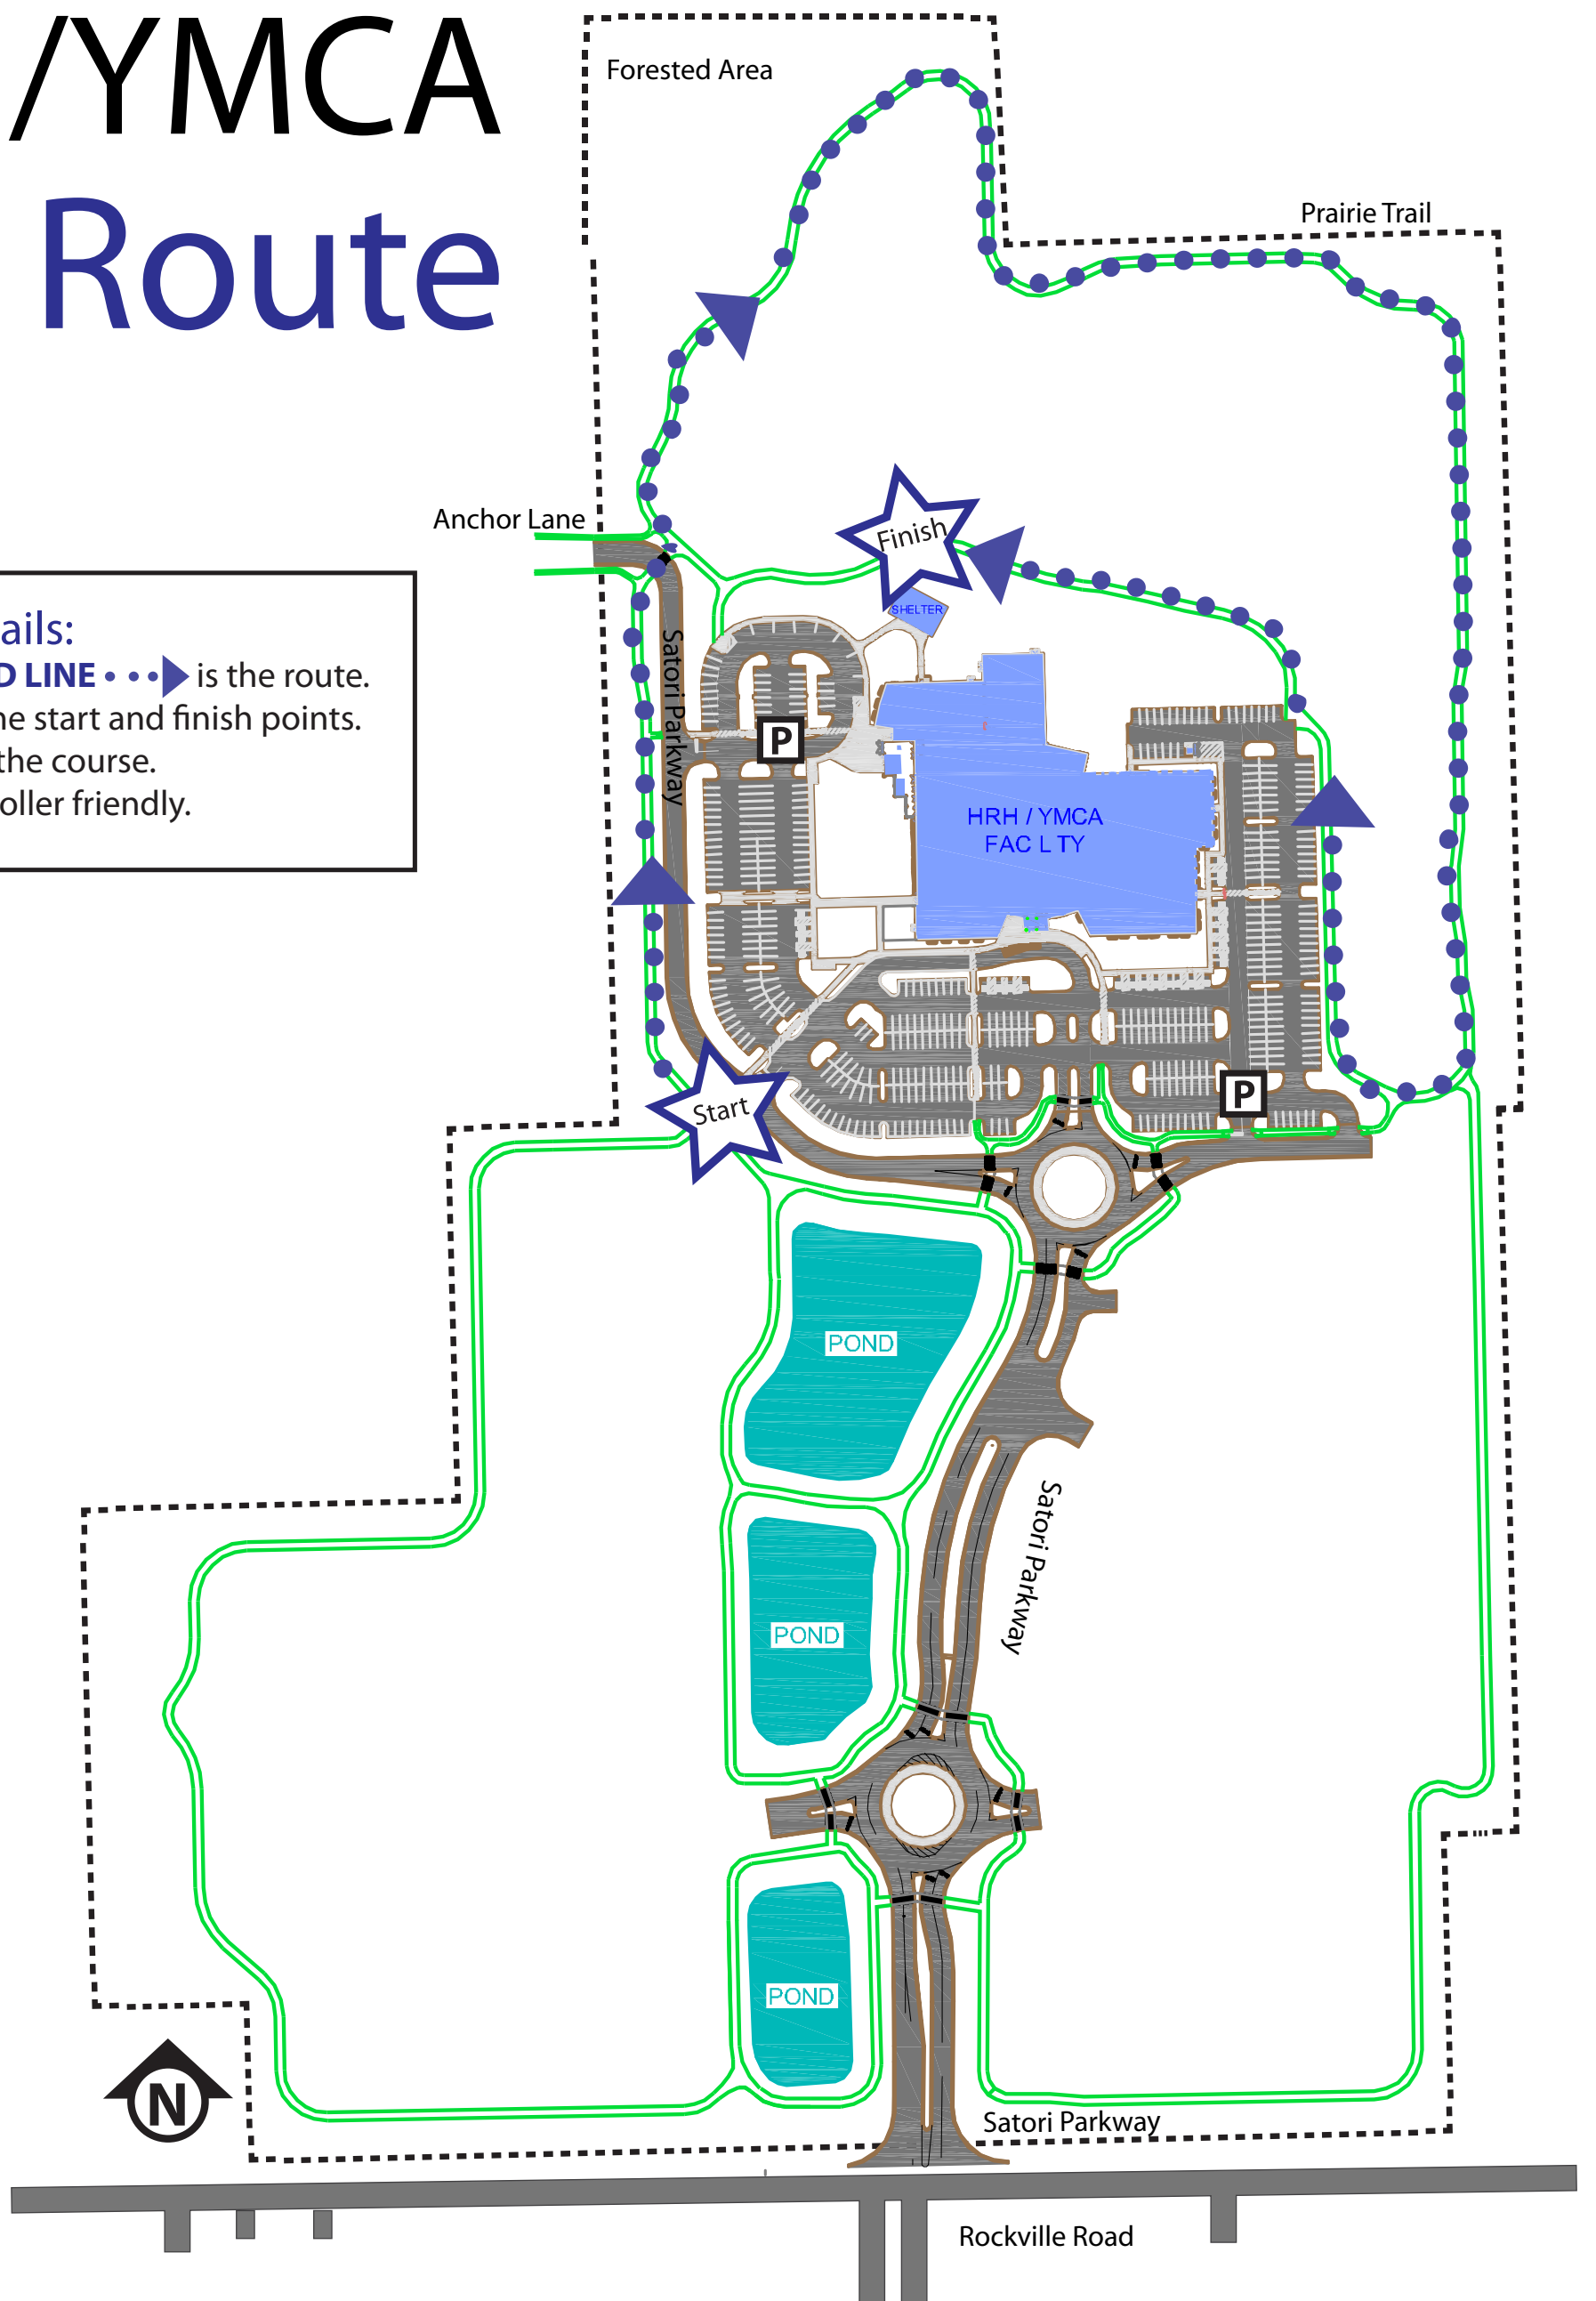 /YMCA
Route
Forested Area
Prairie Trail
Anchor Lane
Finish
SHELTER
ails:
D LINE is the route.
ne start and finish points.
the course.
oller friendly.
Satori Parkway
P
HRH / YMCA
FAC L TY
Start
P
POND
Satori Parkway
POND
POND
N
Satori Parkway
Rockville Road